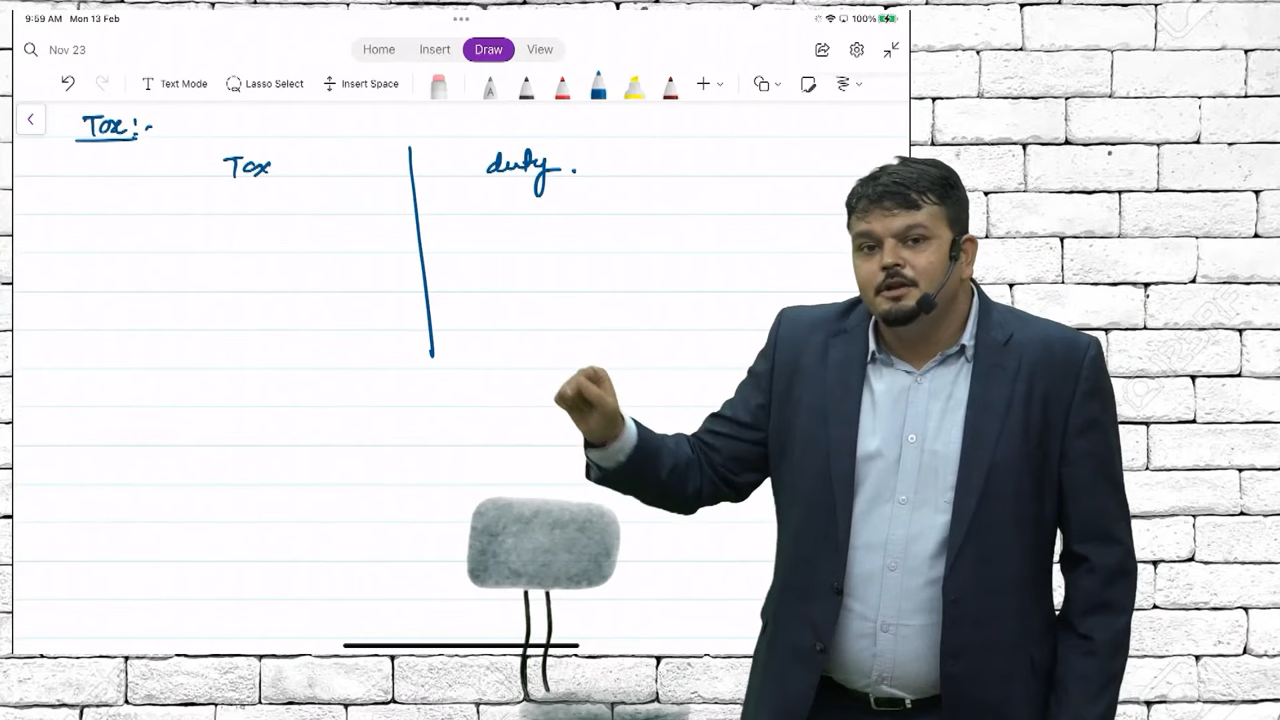 9:59 AM Mon 13 Feb
100%
Nov 23
Home Insert Draw View
Text Mode Lasso Select Insert Space
Tax:-
Tax duty.